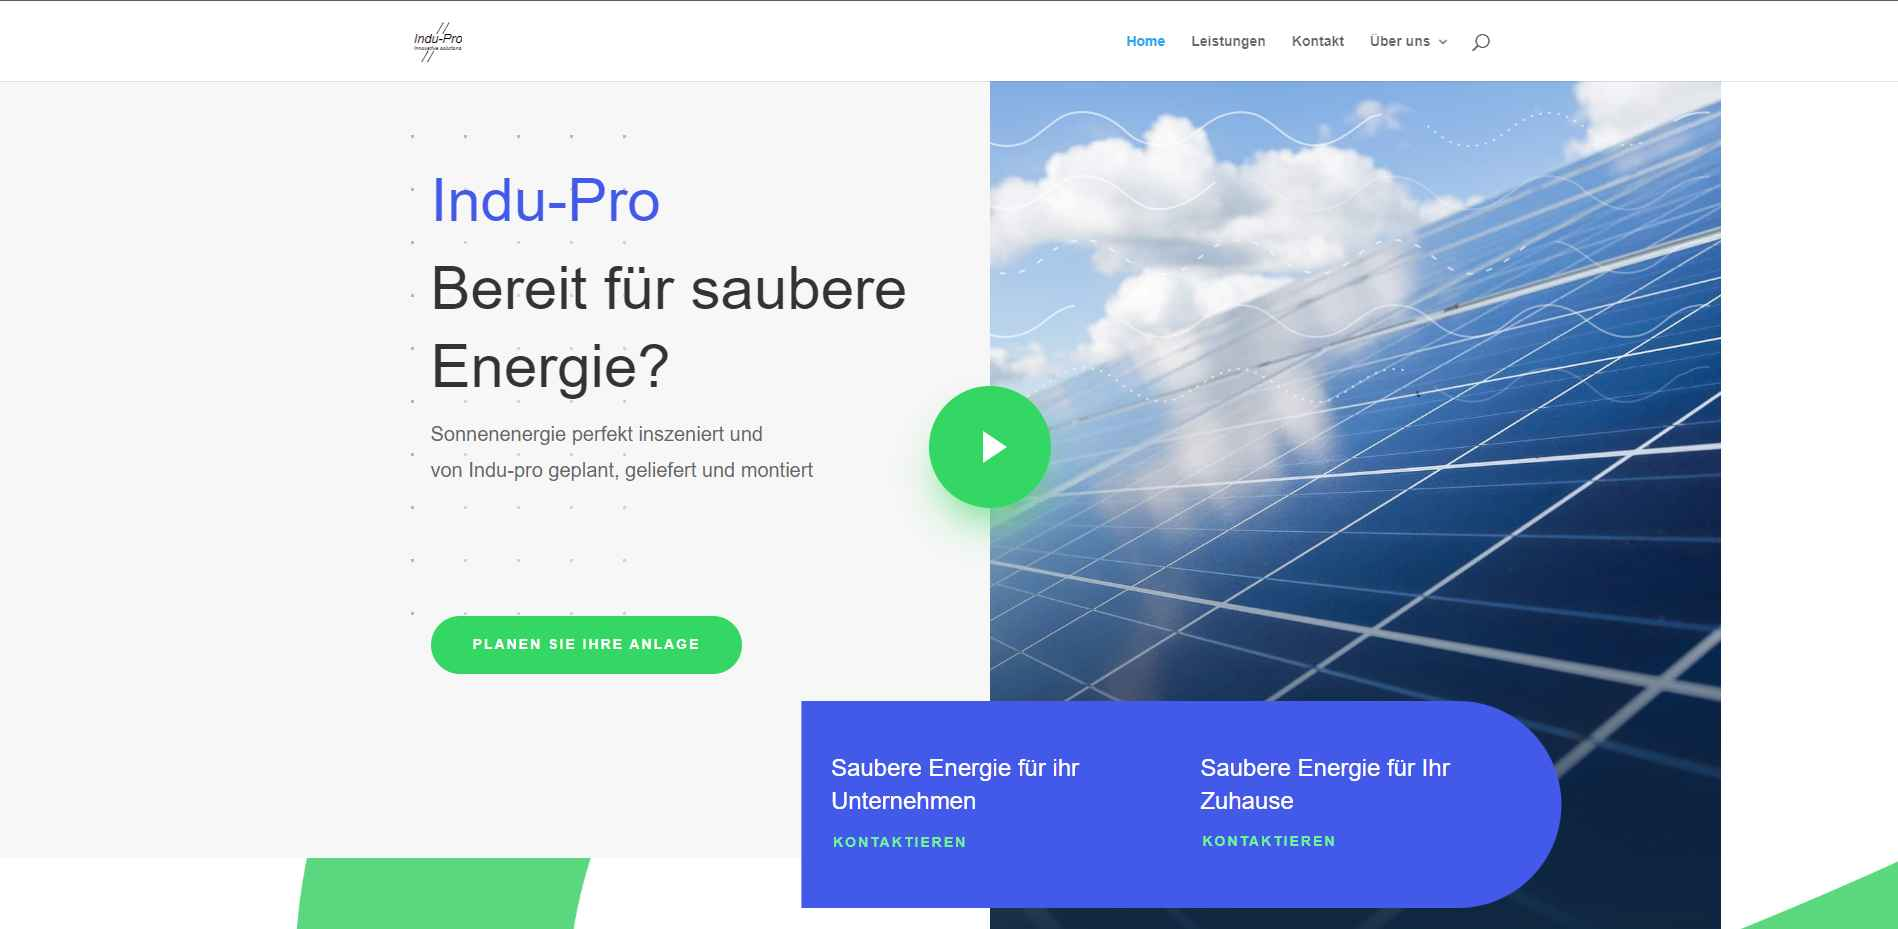 Indu-Pro
Innovative solutions
Home
Leistungen
Kontakt
Über uns
Indu-Pro
Bereit für saubere
Energie?
Sonnenenergie perfekt inszeniert und
von Indu-pro geplant, geliefert und montiert
PLANEN SIE IHRE ANLAGE
Saubere Energie für ihr
Unternehmen
KONTAKTIEREN
Saubere Energie für Ihr
Zuhause
KONTAKTIEREN